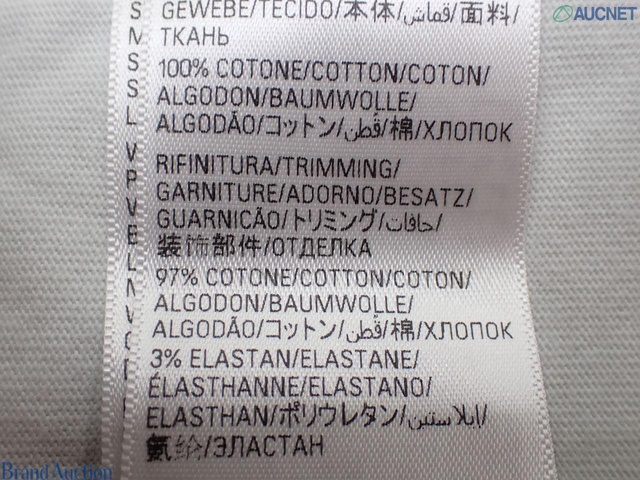 AUCNET
GEWEBE/TECIDO/本体/قماش/面料/
ТКАНЬ
100% COTONE/COTTON/COTON/
ALGODON/BAUMWOLLE/
ALGODÃO/コットン/قطن/棉/ХЛОПОК
RIFINITURA/TRIMMING/
GARNITURE/ADORNO/BESATZ/
GUARNICÃO/トリミング/حافات/
装饰部件/ОТДЕЛКА
97% COTONE/COTTON/COTON/
ALGODON/BAUMWOLLE/
ALGODÃO/コットン/قطن/棉/ХЛОПОК
3% ELASTAN/ELASTANE/
ÉLASTHANNE/ELASTANO/
ELASTHAN/ポリウレタン/إيلاستين/
氨纶/ЭЛАСТАН
Brand Auction